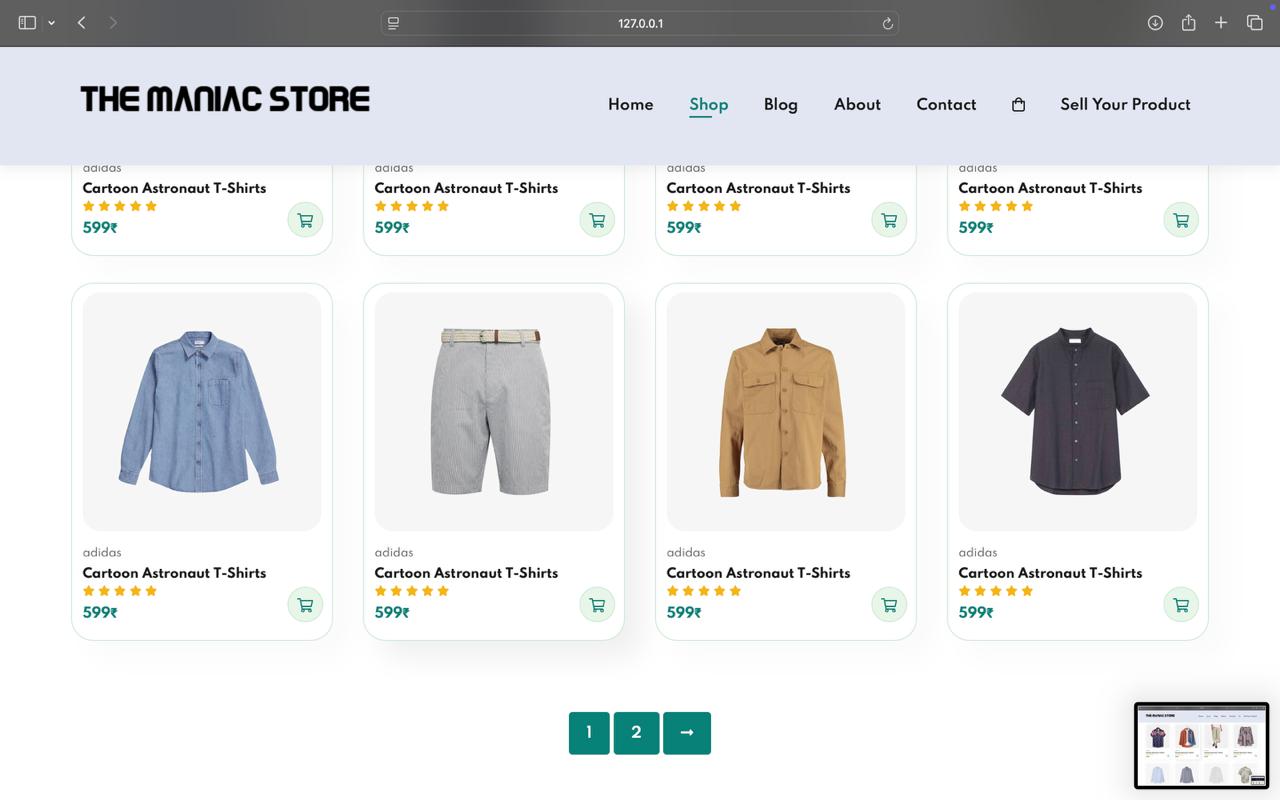 127.0.0.1
THE MANIAC STORE
Home Shop Blog About Contact Sell Your Product
adidas adidas adidas adidas
Cartoon Astronaut T-Shirts Cartoon Astronaut T-Shirts Cartoon Astronaut T-Shirts Cartoon Astronaut T-Shirts
599₹ 599₹ 599₹ 599₹
adidas adidas adidas adidas
Cartoon Astronaut T-Shirts Cartoon Astronaut T-Shirts Cartoon Astronaut T-Shirts Cartoon Astronaut T-Shirts
599₹ 599₹ 599₹ 599₹
1 2 →
THE MANIAC STORE